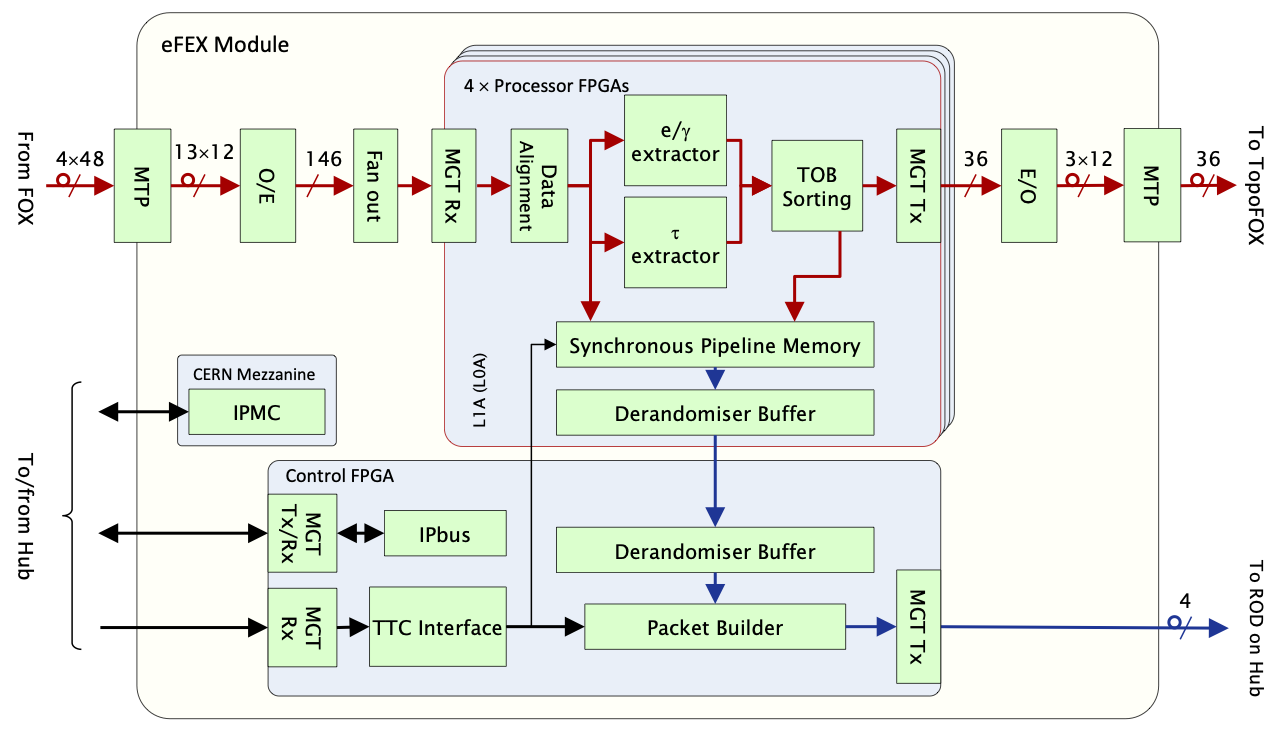 eFEX Module
4 × Processor FPGAs
From FOX
4×48
MTP
13×12
O/E
146
Fan out
MGT Rx
Data
Alignment
e/γ
extractor
τ
extractor
TOB
Sorting
MGT Tx
36
E/O
3×12
MTP
36
To TopoFOX
Synchronous Pipeline Memory
L1A (L0A)
Derandomiser Buffer
CERN Mezzanine
IPMC
To/from Hub
Control FPGA
MGT
Tx/Rx
IPbus
Derandomiser Buffer
MGT
Rx
TTC Interface
Packet Builder
MGT Tx
4
To ROD on Hub